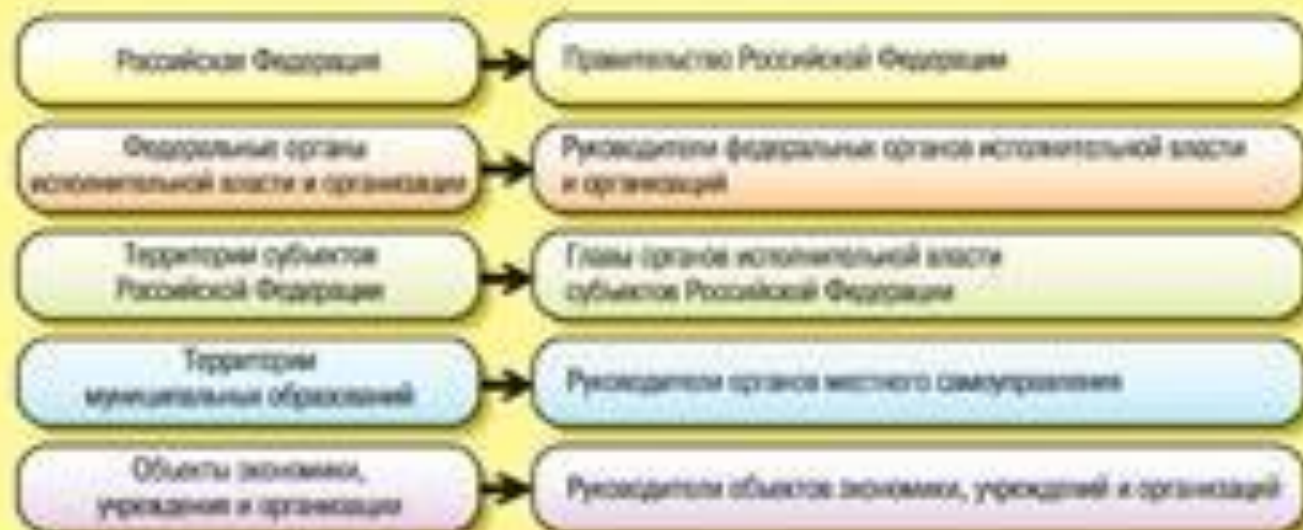 Российская Федерация
Правительство Российской Федерации
Федеральные органы
исполнительной власти и организации
Руководители федеральных органов исполнительной власти
и организаций
Территории субъектов
Российской Федерации
Главы органов исполнительной власти
субъектов Российской Федерации
Территории
муниципальных образований
Руководители органов местного самоуправления
Объекты экономики,
учреждения и организации
Руководители объектов экономики, учреждений и организаций